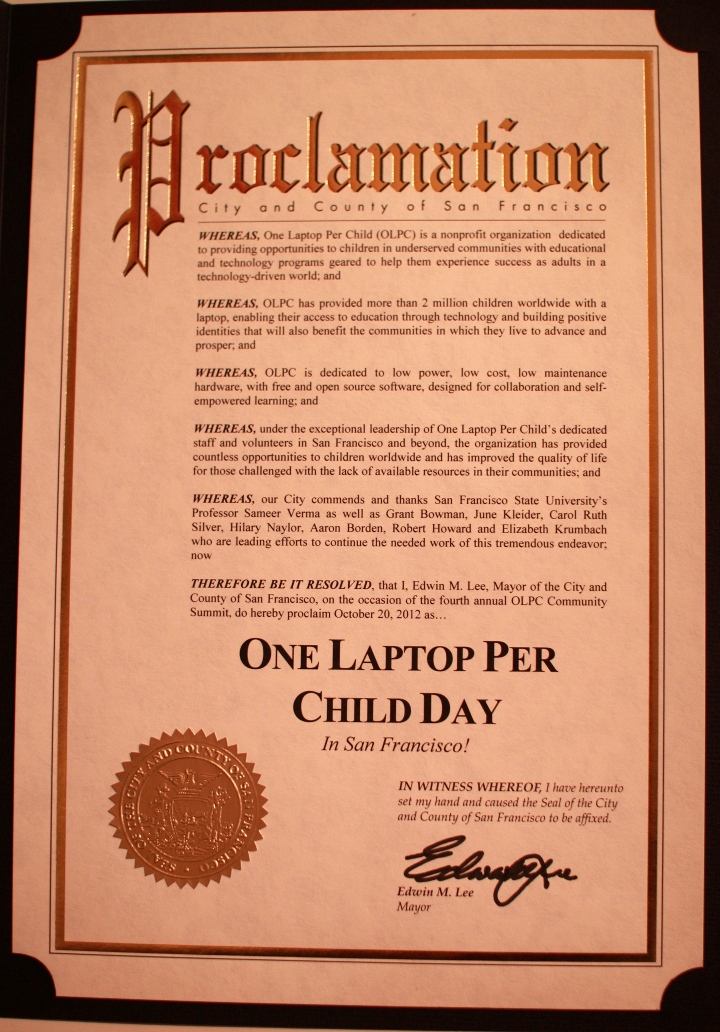 Proclamation
City and County of San Francisco
WHEREAS, One Laptop Per Child (OLPC) is a nonprofit organization dedicated
to providing opportunities to children in underserved communities with educational
and technology programs geared to help them experience success as adults in a
technology-driven world; and
WHEREAS, OLPC has provided more than 2 million children worldwide with a
laptop, enabling their access to education through technology and building positive
identities that will also benefit the communities in which they live to advance and
prosper; and
WHEREAS, OLPC is dedicated to low power, low cost, low maintenance
hardware, with free and open source software, designed for collaboration and self-
empowered learning; and
WHEREAS, under the exceptional leadership of One Laptop Per Child's dedicated
staff and volunteers in San Francisco and beyond, the organization has provided
countless opportunities to children worldwide and has improved the quality of life
for those challenged with the lack of available resources in their communities; and
WHEREAS, our City commends and thanks San Francisco State University's
Professor Sameer Verma as well as Grant Bowman, June Kleider, Carol Ruth
Silver, Hilary Naylor, Aaron Borden, Robert Howard and Elizabeth Krumbach
who are leading efforts to continue the needed work of this tremendous endeavor;
now
THEREFORE BE IT RESOLVED, that I, Edwin M. Lee, Mayor of the City and
County of San Francisco, on the occasion of the fourth annual OLPC Community
Summit, do hereby proclaim October 20, 2012 as…
ONE LAPTOP PER
CHILD DAY
In San Francisco!
SEAL OF THE CITY AND COUNTY OF SAN FRANCISCO
IN WITNESS WHEREOF, I have hereunto
set my hand and caused the Seal of the City
and County of San Francisco to be affixed.
Edwin M. Lee
Mayor